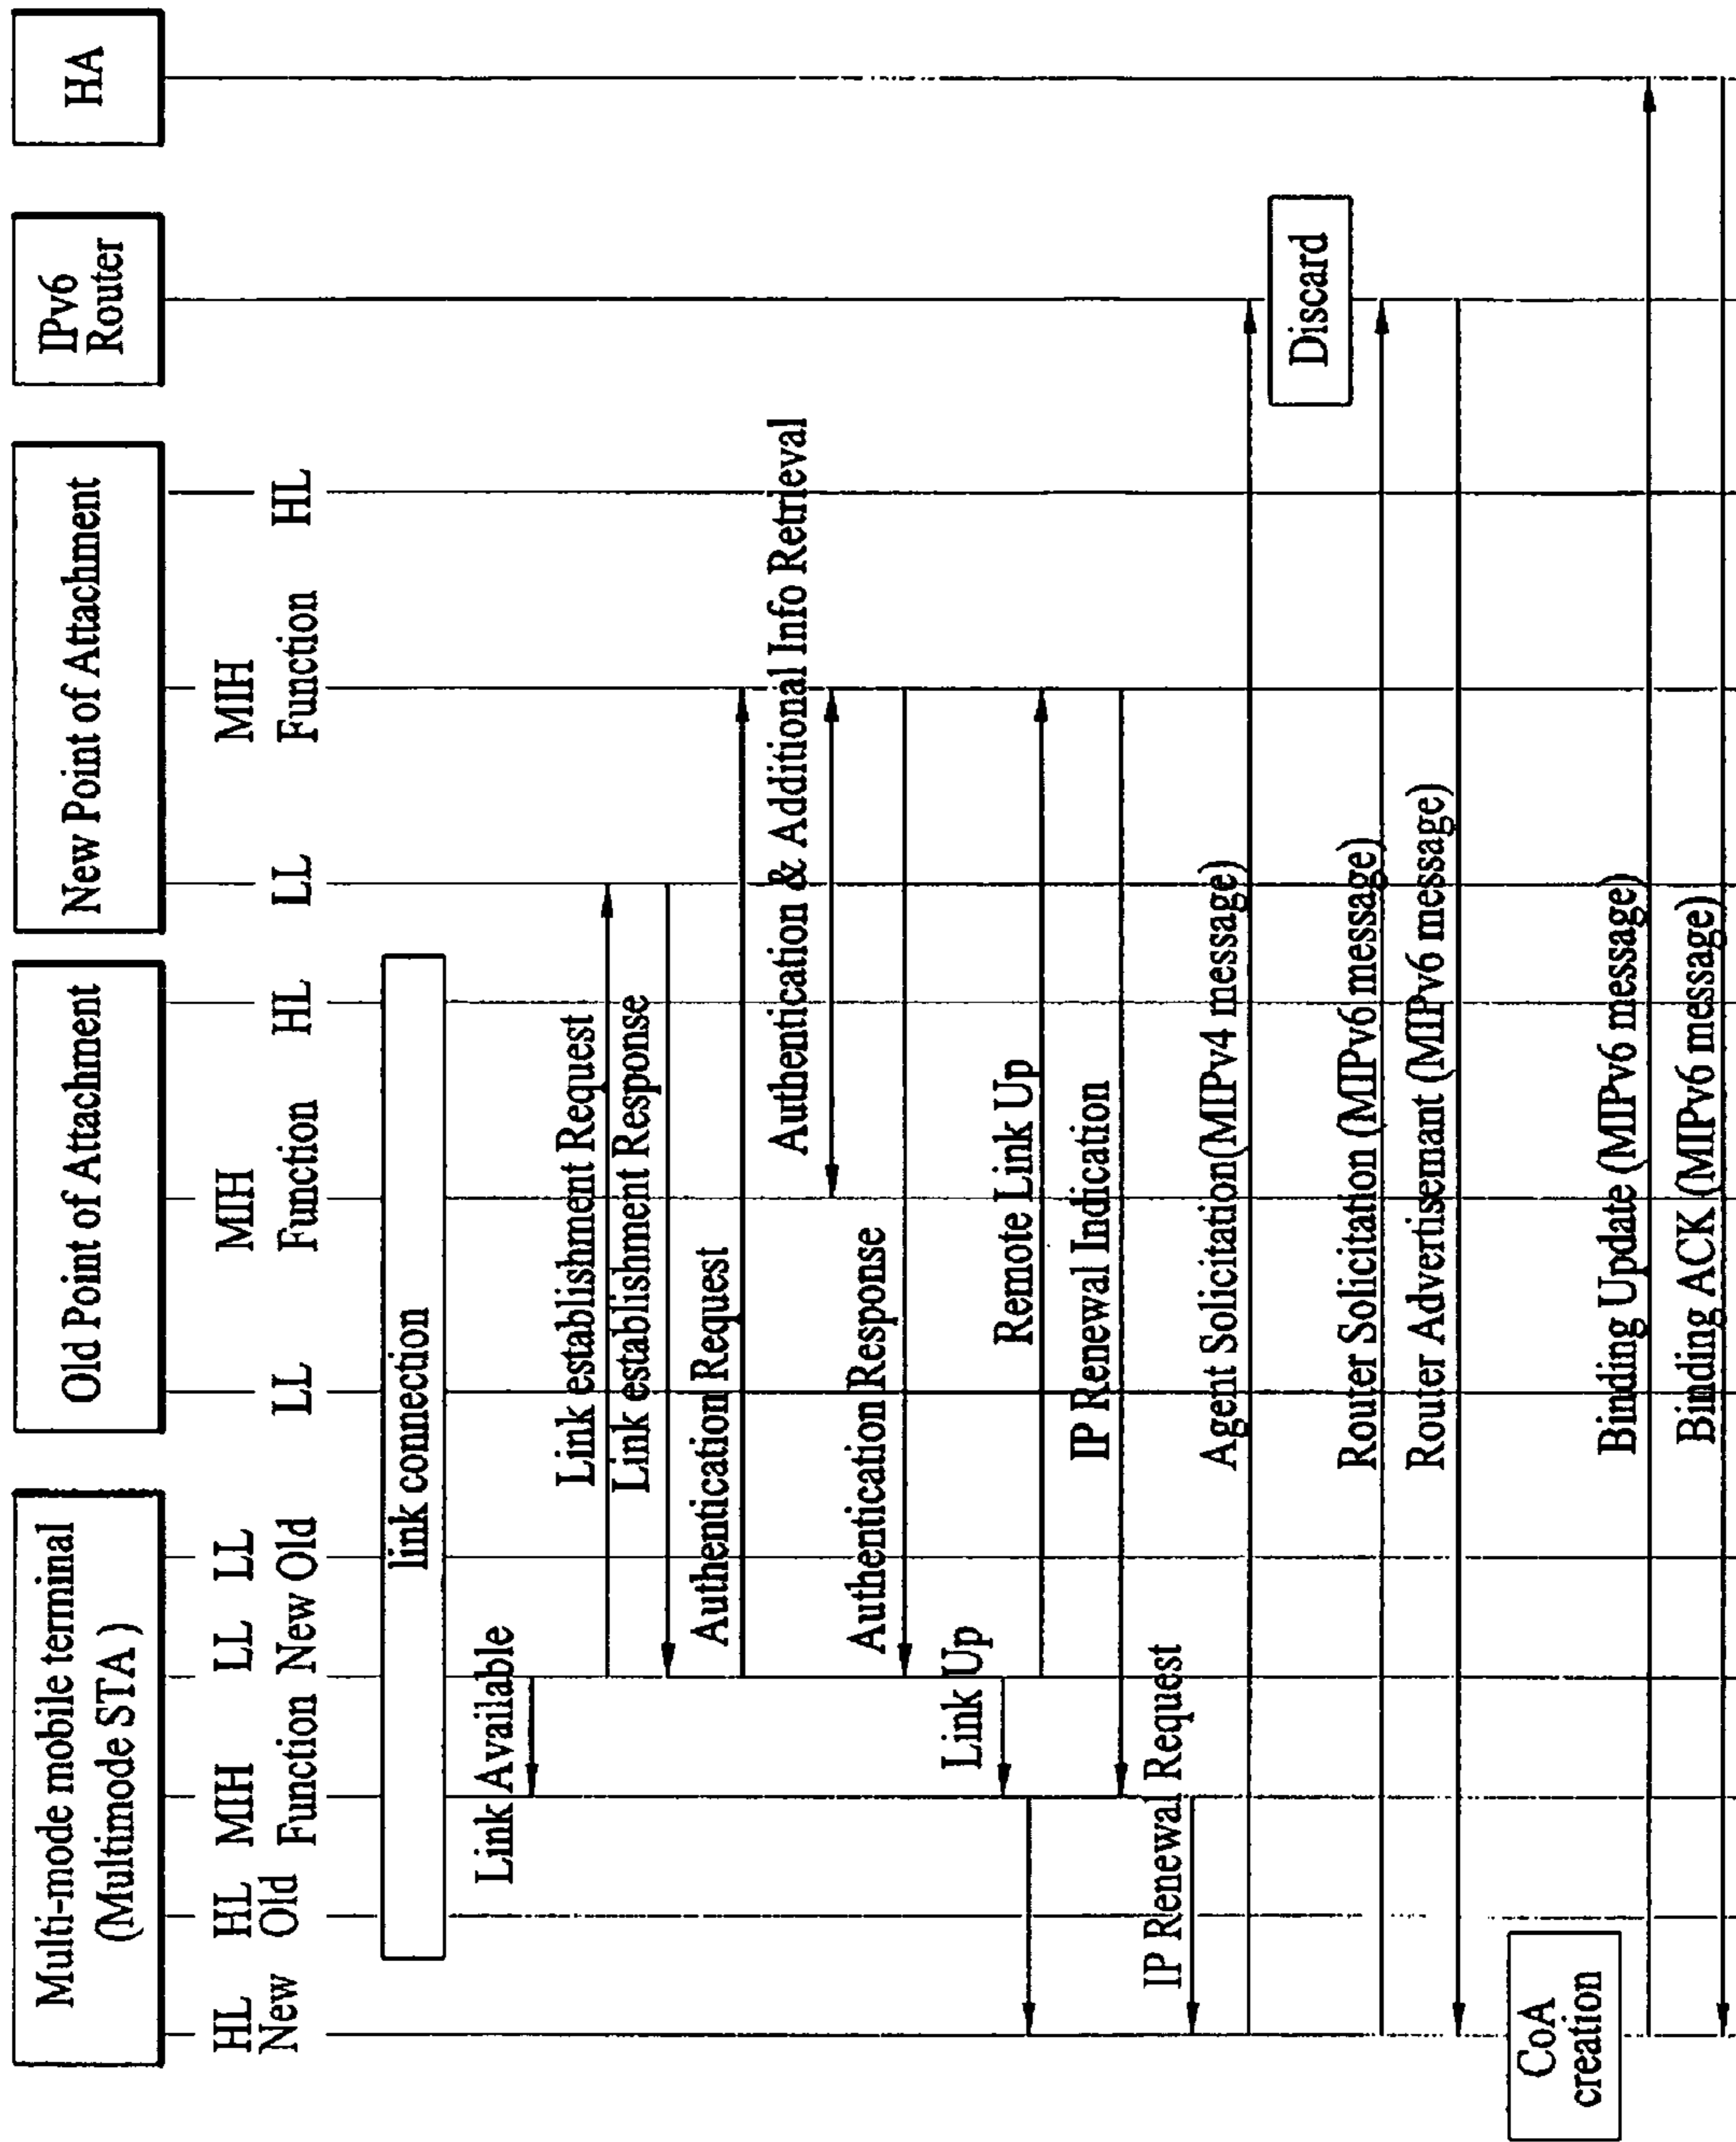 Multi-mode mobile terminal
(Multimode STA )
Old Point of Attachment
New Point of Attachment
IPv6
Router
HA
HL
New
HL
Old
MIH
Function
LL
New
LL
Old
LL
MIH
Function
HL
LL
MIH
Function
HL
link connection
Link Available
Link establishment Request
Link establishment Response
Authentication Request
Authentication & Additional Info Retrieval
Authentication Response
Link Up
Remote Link Up
IP Renewal Indication
IP Renewal Request
Agent Solicitation(MIPv4 message)
Discard
Router Solicitation (MIPv6 message)
Router Advertisemant (MIPv6 message)
CoA
creation
Binding Update (MIPv6 message)
Binding ACK (MIPv6 message)